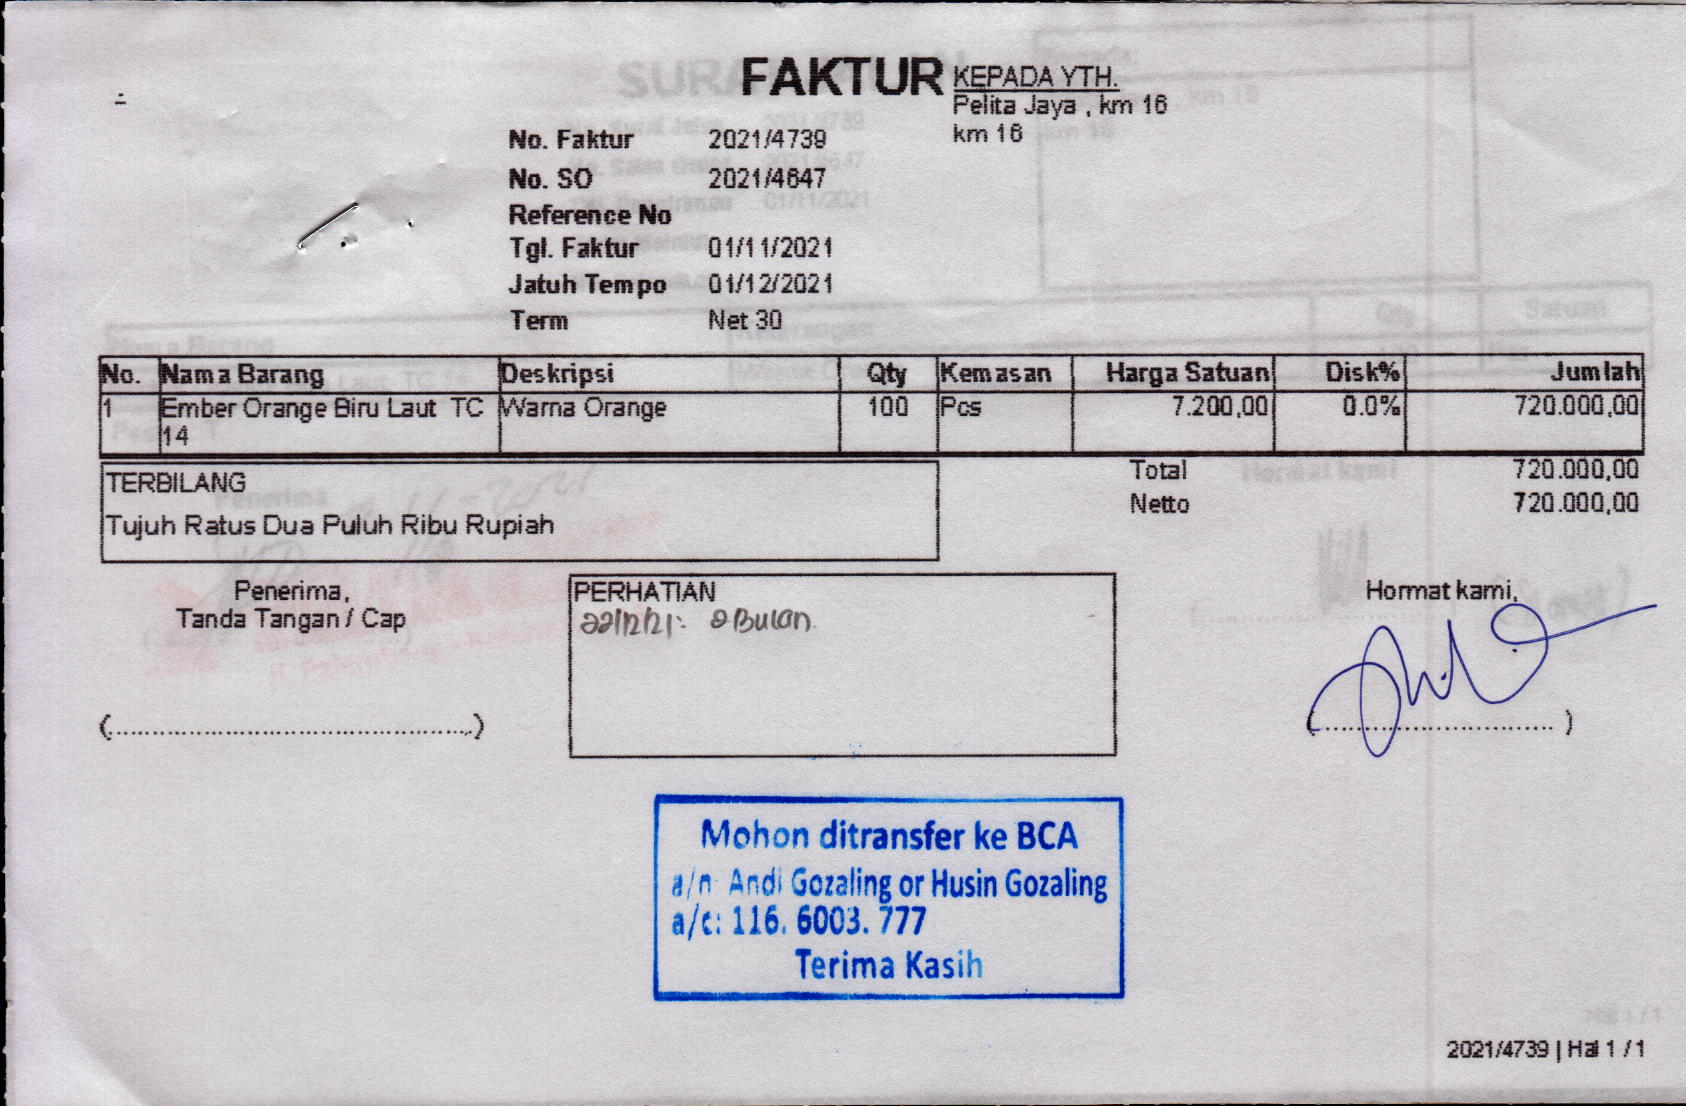 FAKTUR
KEPADA YTH.
Pelita Jaya , km 16
km 16
No. Faktur 2021/4739
No. SO 2021/4647
Reference No
Tgl. Faktur 01/11/2021
Jatuh Tempo 01/12/2021
Term Net 30
No. Nama Barang Deskripsi Qty Kemasan Harga Satuan Disk% Jumlah
1 Ember Orange Biru Laut TC Warna Orange 100 Pcs 7.200,00 0.0% 720.000,00
14
TERBILANG
Tujuh Ratus Dua Puluh Ribu Rupiah
Total 720.000,00
Netto 720.000,00
Penerima,
Tanda Tangan / Cap
(..............................................)
PERHATIAN
22/12/21: 2 Bulan.
Hormat kami,
(.............................. )
Mohon ditransfer ke BCA
a/n: Andi Gozaling or Husin Gozaling
a/c: 116. 6003. 777
Terima Kasih
2021/4739 | Hal 1 / 1